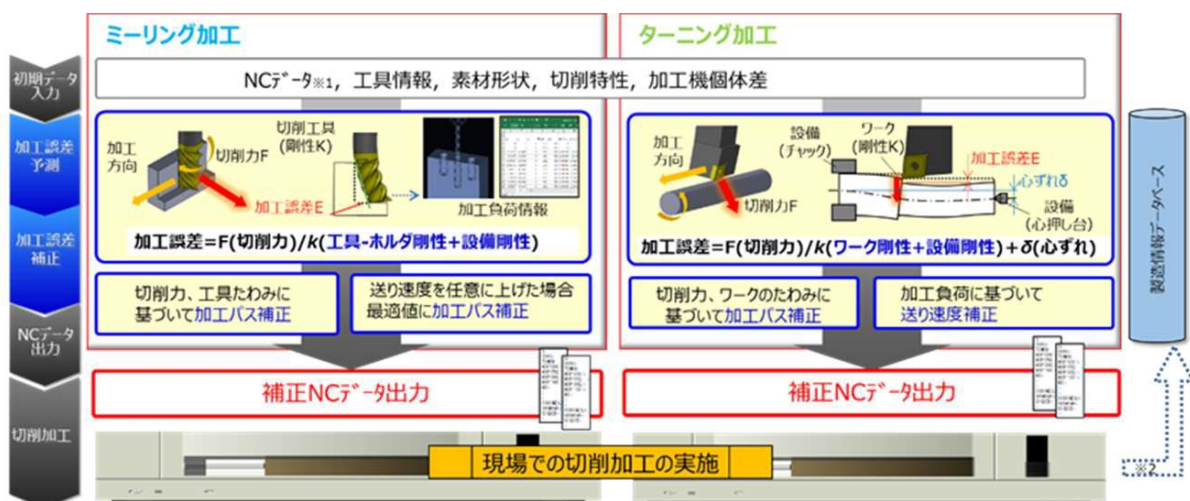 ミーリング加工
ターニング加工
初期データ
入力
NCデータ※1, 工具情報, 素材形状, 切削特性, 加工機個体差
加工誤差
予測
加工
方向
切削力F
加工誤差E
切削工具
(剛性K)
加工負荷情報
加工誤差=F(切削力)/k(工具-ホルダ剛性+設備剛性)
加工
方向
切削力F
設備
(チャック)
ワーク
(剛性K)
加工誤差E
心ずれδ
設備
(心押し台)
加工誤差=F(切削力)/k(ワーク剛性+設備剛性)+δ(心ずれ)
加工誤差
補正
切削力、工具たわみに
基づいて加工パス補正
送り速度を任意に上げた場合
最適値に加工パス補正
切削力、ワークのたわみに
基づいて加工パス補正
加工負荷に基づいて
送り速度補正
NCデータ
出力
補正NCデータ出力
補正NCデータ出力
切削加工
現場での切削加工の実施
製造情報データベース
※2